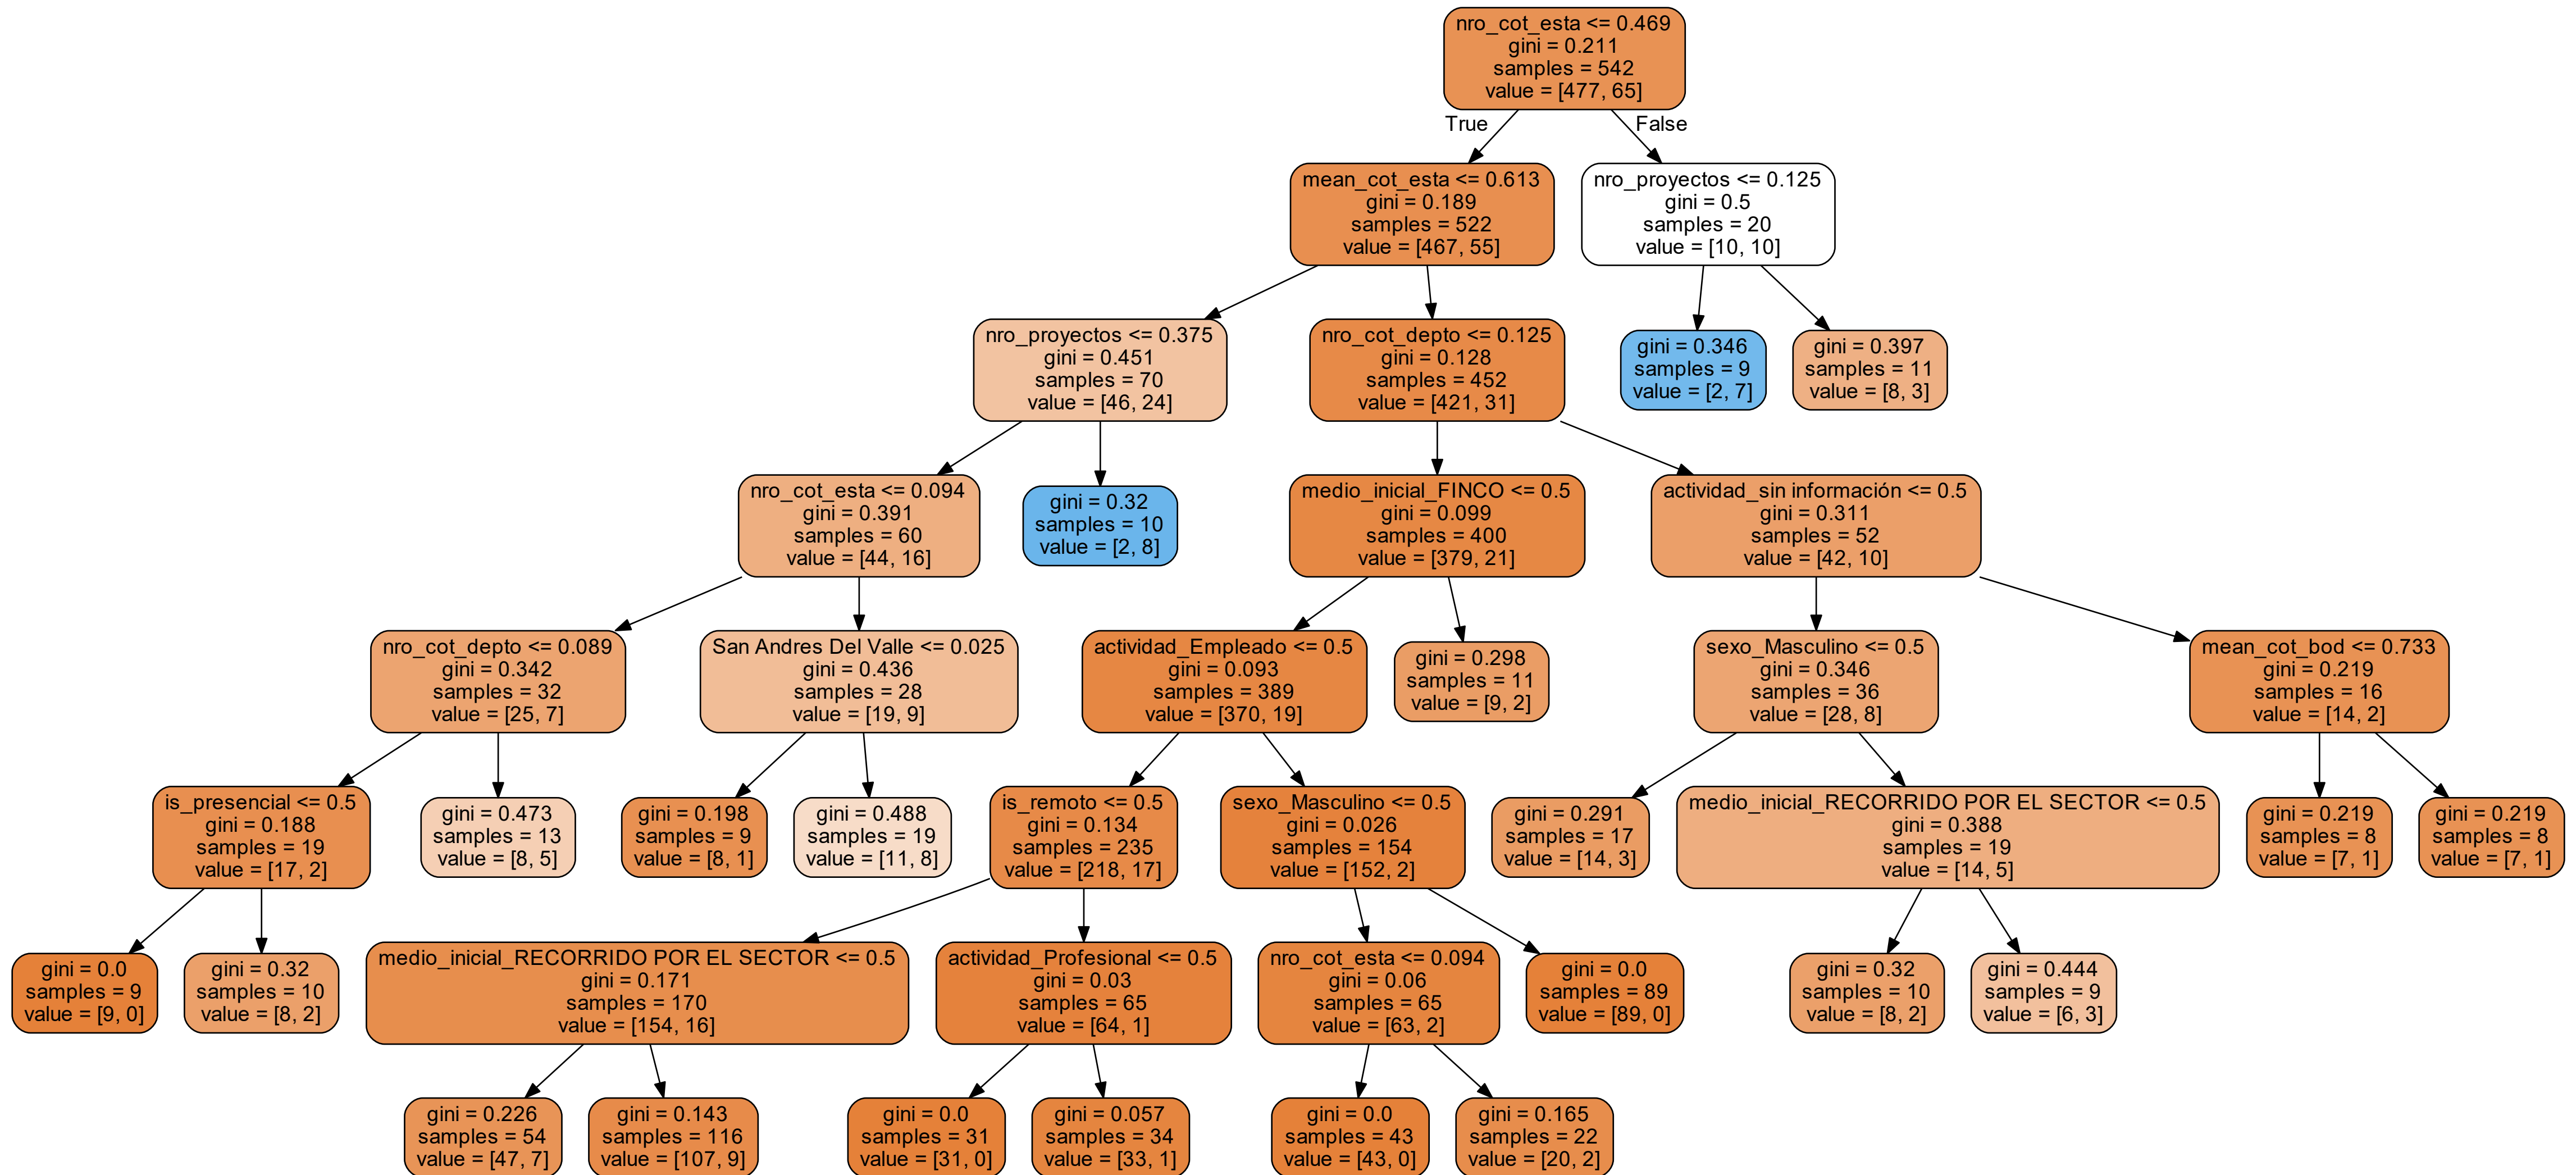 nro_cot_esta <= 0.469
gini = 0.211
samples = 542
value = [477, 65]
True
False
mean_cot_esta <= 0.613
gini = 0.189
samples = 522
value = [467, 55]
nro_proyectos <= 0.125
gini = 0.5
samples = 20
value = [10, 10]
nro_proyectos <= 0.375
gini = 0.451
samples = 70
value = [46, 24]
nro_cot_depto <= 0.125
gini = 0.128
samples = 452
value = [421, 31]
gini = 0.346
samples = 9
value = [2, 7]
gini = 0.397
samples = 11
value = [8, 3]
nro_cot_esta <= 0.094
gini = 0.391
samples = 60
value = [44, 16]
gini = 0.32
samples = 10
value = [2, 8]
medio_inicial_FINCO <= 0.5
gini = 0.099
samples = 400
value = [379, 21]
actividad_sin información <= 0.5
gini = 0.311
samples = 52
value = [42, 10]
nro_cot_depto <= 0.089
gini = 0.342
samples = 32
value = [25, 7]
San Andres Del Valle <= 0.025
gini = 0.436
samples = 28
value = [19, 9]
actividad_Empleado <= 0.5
gini = 0.093
samples = 389
value = [370, 19]
gini = 0.298
samples = 11
value = [9, 2]
sexo_Masculino <= 0.5
gini = 0.346
samples = 36
value = [28, 8]
mean_cot_bod <= 0.733
gini = 0.219
samples = 16
value = [14, 2]
is_presencial <= 0.5
gini = 0.188
samples = 19
value = [17, 2]
gini = 0.473
samples = 13
value = [8, 5]
gini = 0.198
samples = 9
value = [8, 1]
gini = 0.488
samples = 19
value = [11, 8]
is_remoto <= 0.5
gini = 0.134
samples = 235
value = [218, 17]
sexo_Masculino <= 0.5
gini = 0.026
samples = 154
value = [152, 2]
gini = 0.291
samples = 17
value = [14, 3]
medio_inicial_RECORRIDO POR EL SECTOR <= 0.5
gini = 0.388
samples = 19
value = [14, 5]
gini = 0.219
samples = 8
value = [7, 1]
gini = 0.219
samples = 8
value = [7, 1]
gini = 0.0
samples = 9
value = [9, 0]
gini = 0.32
samples = 10
value = [8, 2]
medio_inicial_RECORRIDO POR EL SECTOR <= 0.5
gini = 0.171
samples = 170
value = [154, 16]
actividad_Profesional <= 0.5
gini = 0.03
samples = 65
value = [64, 1]
nro_cot_esta <= 0.094
gini = 0.06
samples = 65
value = [63, 2]
gini = 0.0
samples = 89
value = [89, 0]
gini = 0.32
samples = 10
value = [8, 2]
gini = 0.444
samples = 9
value = [6, 3]
gini = 0.226
samples = 54
value = [47, 7]
gini = 0.143
samples = 116
value = [107, 9]
gini = 0.0
samples = 31
value = [31, 0]
gini = 0.057
samples = 34
value = [33, 1]
gini = 0.0
samples = 43
value = [43, 0]
gini = 0.165
samples = 22
value = [20, 2]